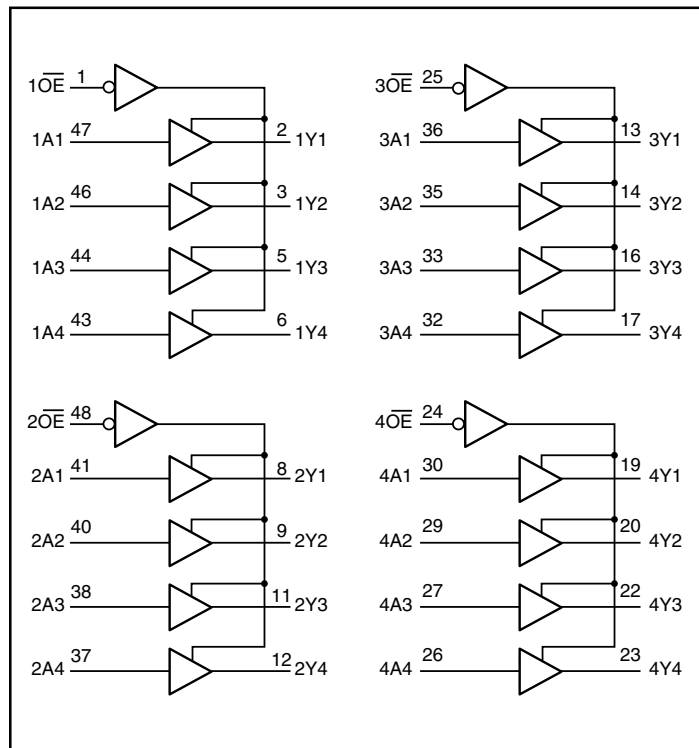 1OE 1
1A1 47 2 1Y1
1A2 46 3 1Y2
1A3 44 5 1Y3
1A4 43 6 1Y4
2OE 48
2A1 41 8 2Y1
2A2 40 9 2Y2
2A3 38 11 2Y3
2A4 37 12 2Y4
3OE 25
3A1 36 13 3Y1
3A2 35 14 3Y2
3A3 33 16 3Y3
3A4 32 17 3Y4
4OE 24
4A1 30 19 4Y1
4A2 29 20 4Y2
4A3 27 22 4Y3
4A4 26 23 4Y4